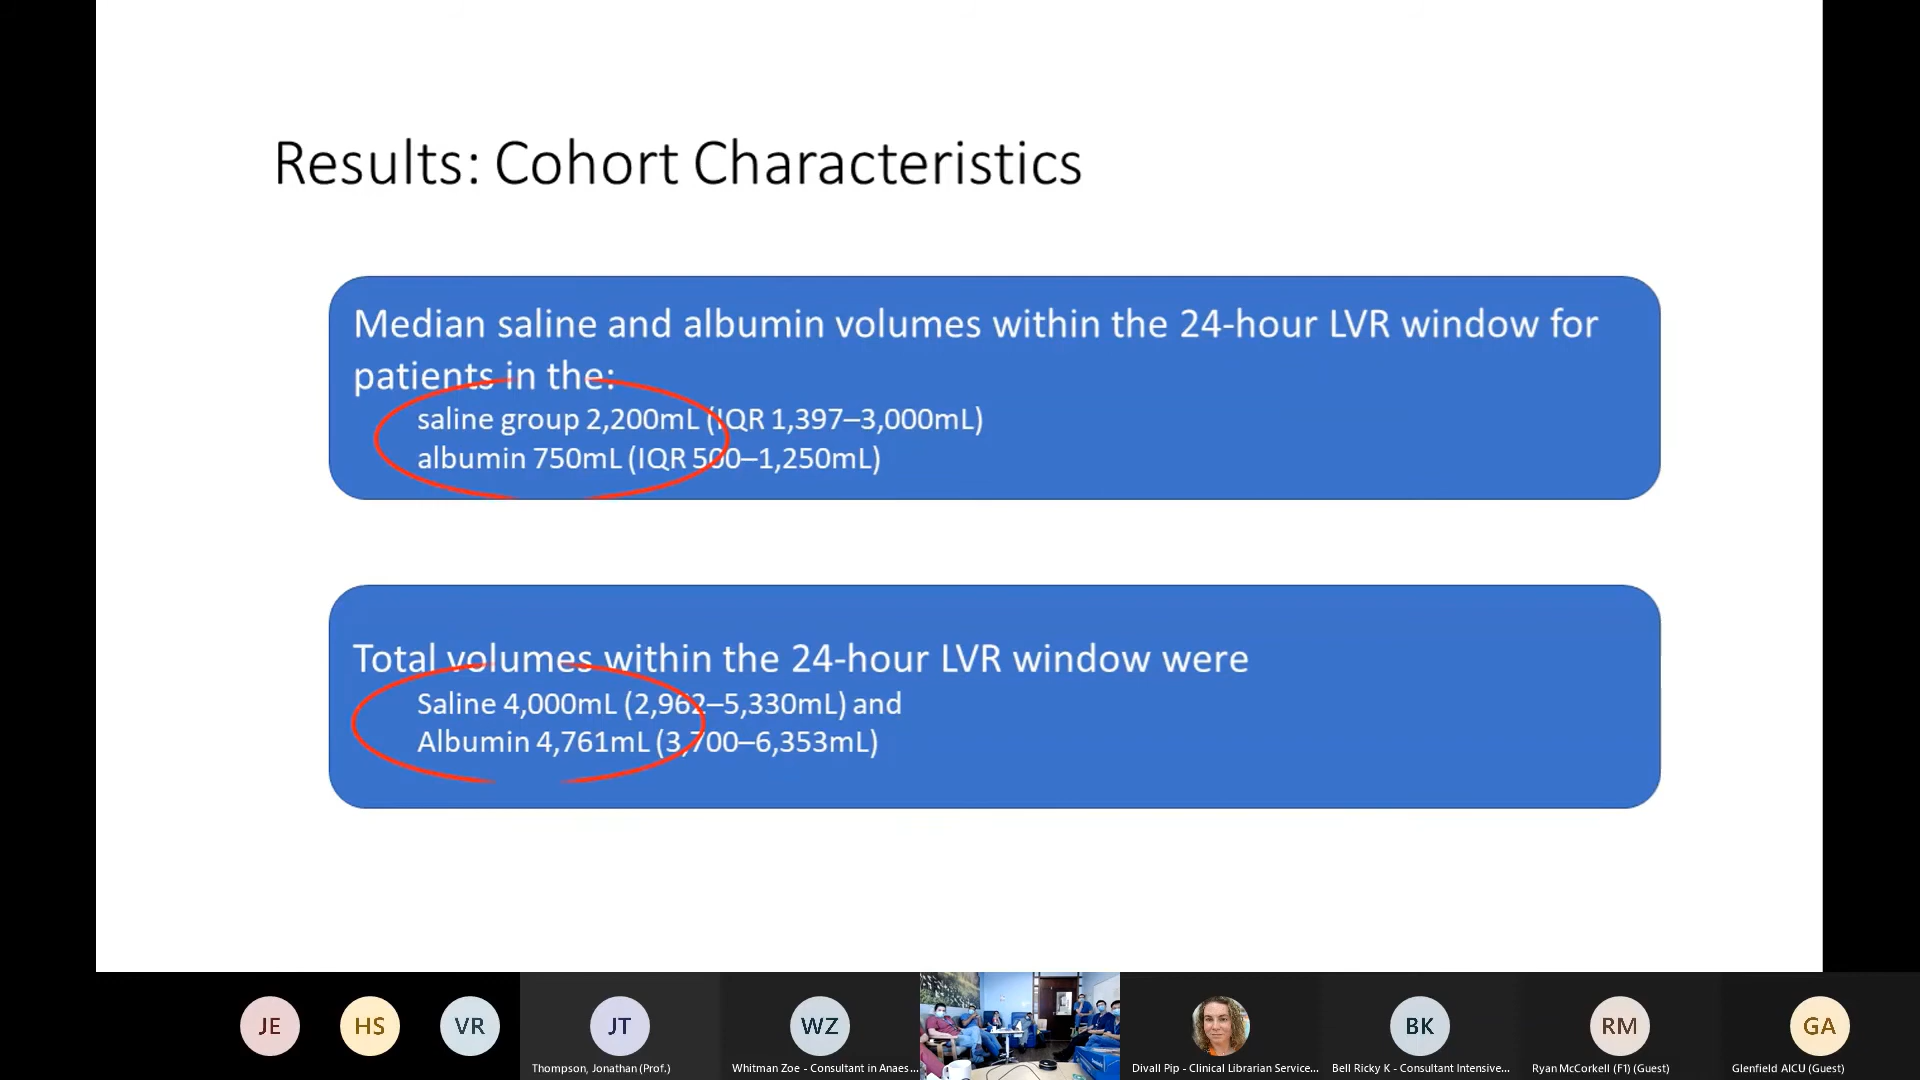 Results: Cohort Characteristics
Median saline and albumin volumes within the 24-hour LVR window for
patients in the:
saline group 2,200mL (IQR 1,397–3,000mL)
albumin 750mL (IQR 500–1,250mL)
Total volumes within the 24-hour LVR window were
Saline 4,000mL (2,962–5,330mL) and
Albumin 4,761mL (3,700–6,353mL)
JE
HS
VR
JT
WZ
BK
RM
GA
Thompson, Jonathan (Prof.)
Whitman Zoe - Consultant in Anaes...
Divall Pip - Clinical Librarian Service...
Bell Ricky K - Consultant Intensive...
Ryan McCorkell (F1) (Guest)
Glenfield AICU (Guest)